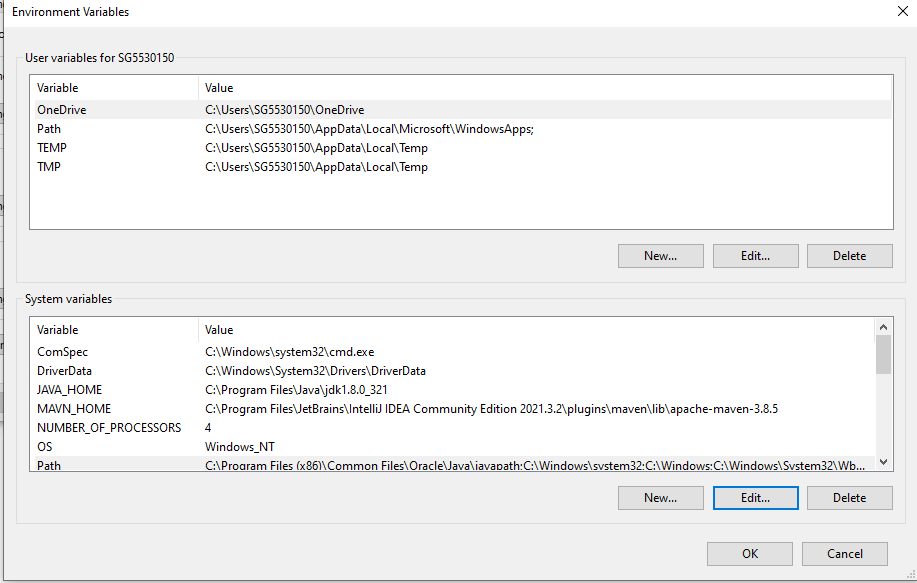 Environment Variables
User variables for SG5530150
Variable Value
OneDrive C:\Users\SG5530150\OneDrive
Path C:\Users\SG5530150\AppData\Local\Microsoft\WindowsApps;
TEMP C:\Users\SG5530150\AppData\Local\Temp
TMP C:\Users\SG5530150\AppData\Local\Temp
New... Edit... Delete
System variables
Variable Value
ComSpec C:\Windows\system32\cmd.exe
DriverData C:\Windows\System32\Drivers\DriverData
JAVA_HOME C:\Program Files\Java\jdk1.8.0_321
MAVN_HOME C:\Program Files\JetBrains\IntelliJ IDEA Community Edition 2021.3.2\plugins\maven\lib\apache-maven-3.8.5
NUMBER_OF_PROCESSORS 4
OS Windows_NT
Path C:\Program Files (x86)\Common Files\Oracle\Java\javapath;C:\Windows\system32;C:\Windows;C:\Windows\System32\Wb...
New... Edit... Delete
OK Cancel